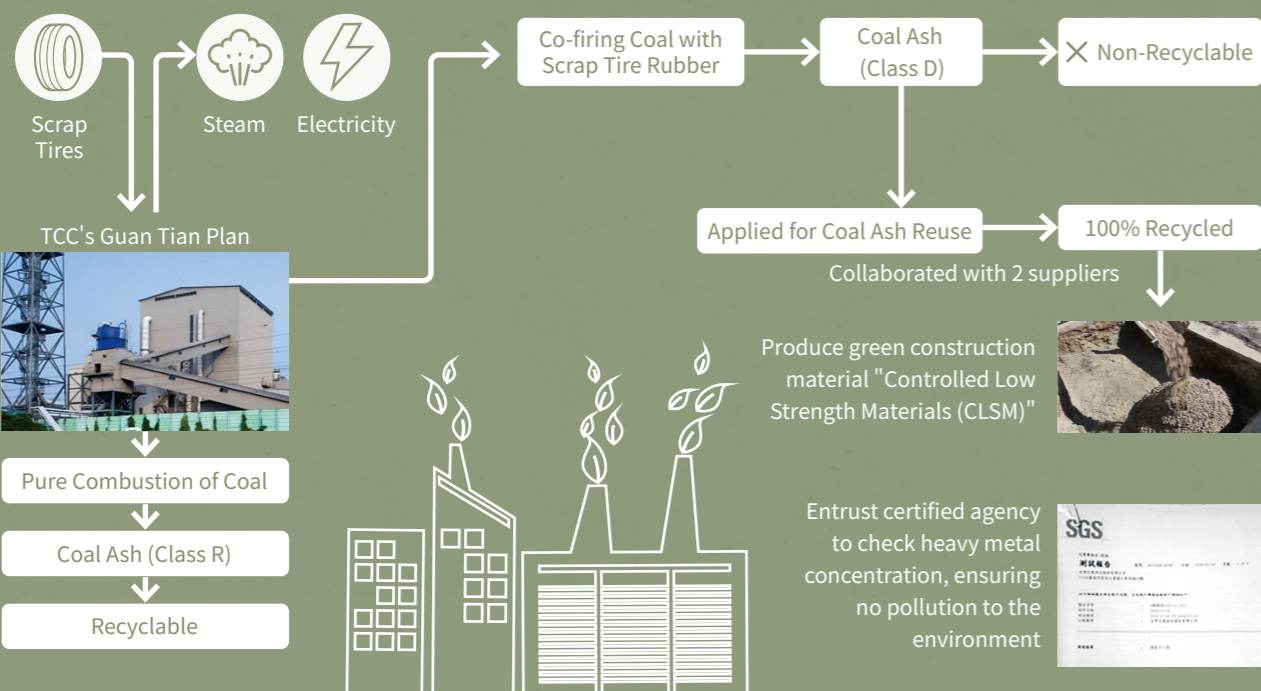 Scrap
Tires
Steam
Electricity
TCC's Guan Tian Plan
Pure Combustion of Coal
Coal Ash (Class R)
Recyclable
Co-firing Coal with
Scrap Tire Rubber
Coal Ash
(Class D)
Non-Recyclable
Applied for Coal Ash Reuse
100% Recycled
Collaborated with 2 suppliers
Produce green construction
material "Controlled Low
Strength Materials (CLSM)"
Entrust certified agency
to check heavy metal
concentration, ensuring
no pollution to the
environment
SGS
測試報告